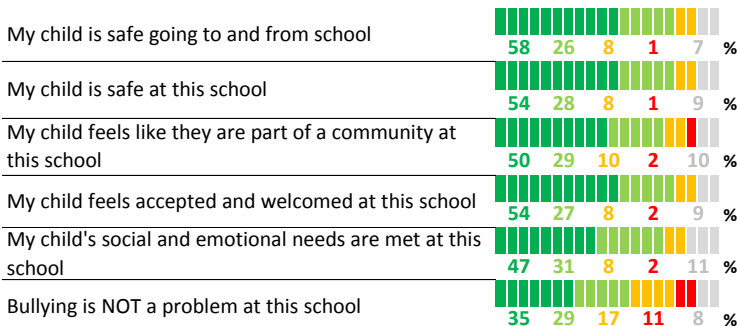 My child is safe going to and from school
58 26 8 1 7 %
My child is safe at this school
54 28 8 1 9 %
My child feels like they are part of a community at
this school
50 29 10 2 10 %
My child feels accepted and welcomed at this school
54 27 8 2 9 %
My child's social and emotional needs are met at this
school
47 31 8 2 11 %
Bullying is NOT a problem at this school
35 29 17 11 8 %